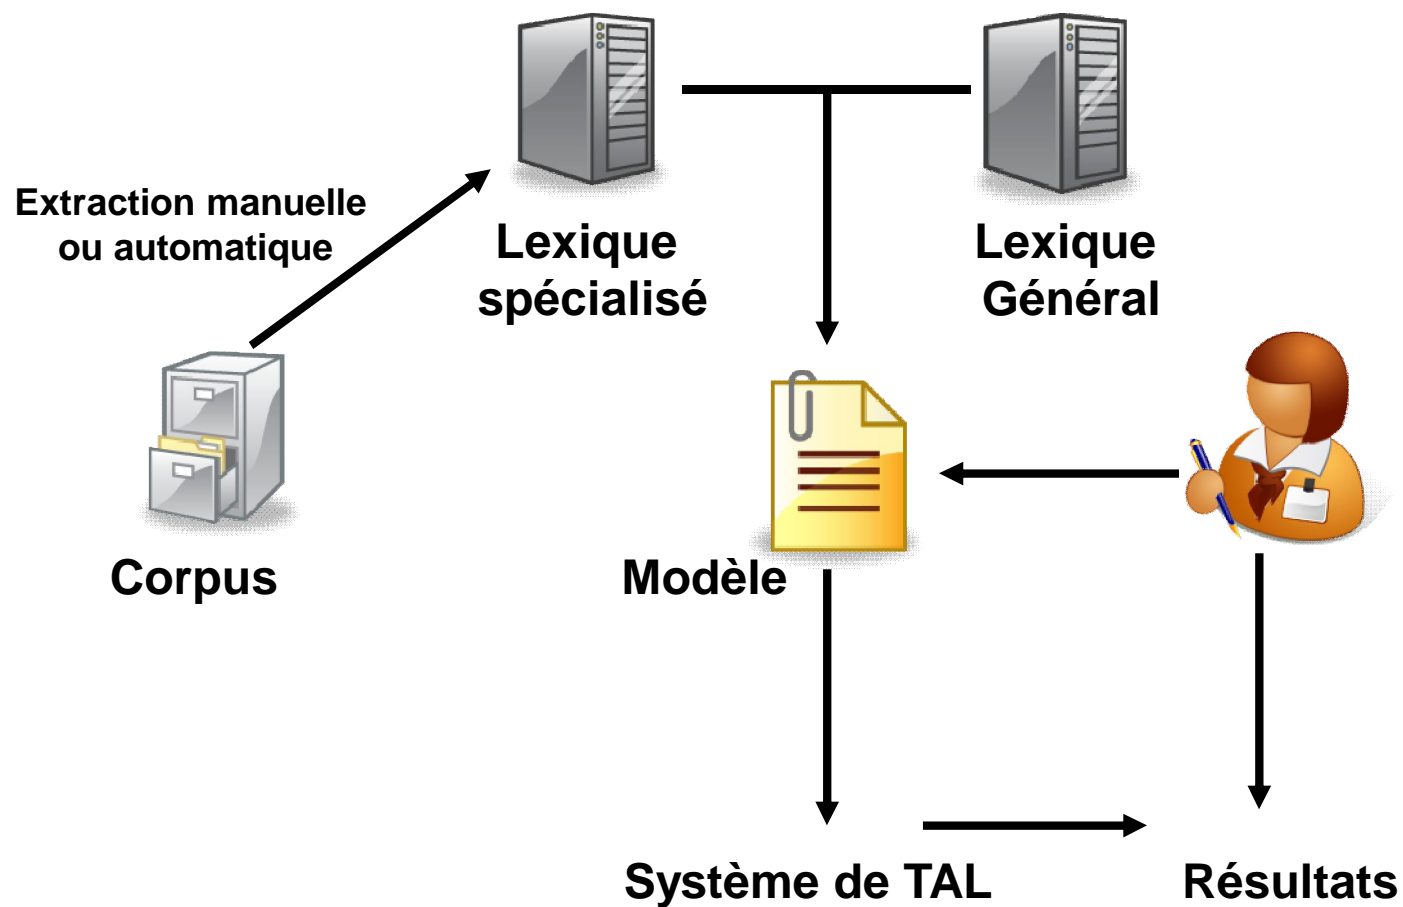 Extraction manuelle
ou automatique
Lexique
spécialisé
Lexique
Général
Corpus
Modèle
Système de TAL
Résultats